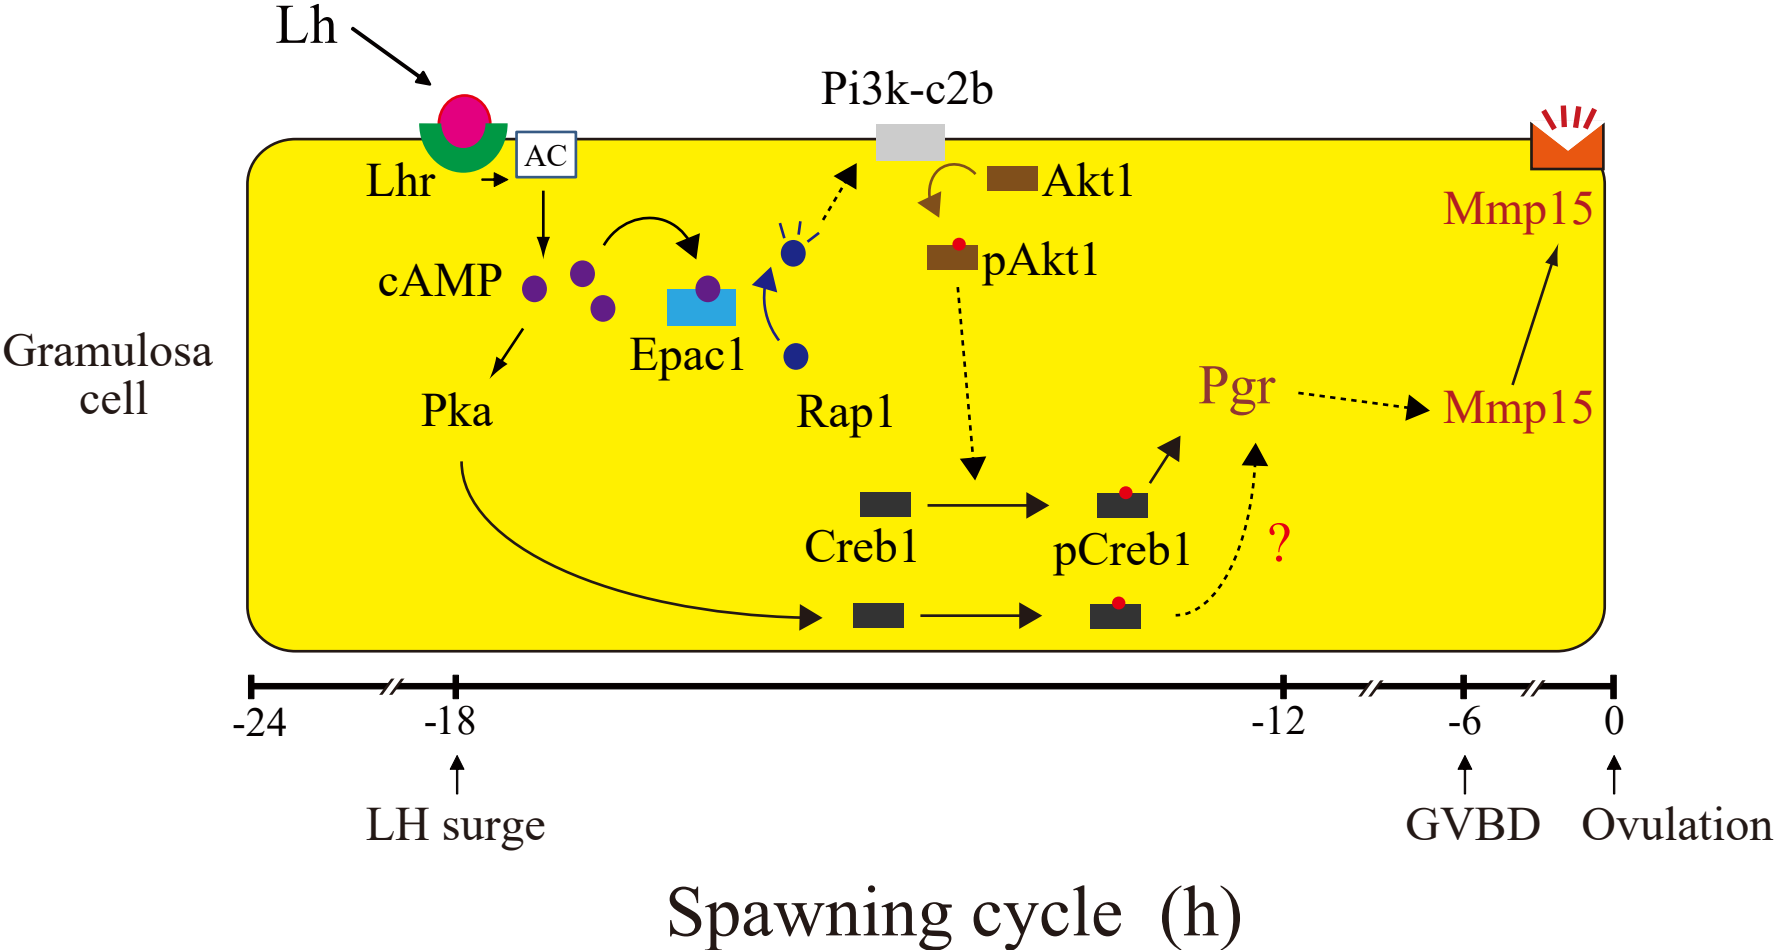 Lh
Pi3k-c2b
AC
Lhr
Akt1
Mmp15
pAkt1
cAMP
Gramulosa
cell
Epac1
Pgr
Pka
Rap1
Mmp15
Creb1
pCreb1
?
-24
-18
-12
-6
0
LH surge
GVBD
Ovulation
Spawning cycle (h)